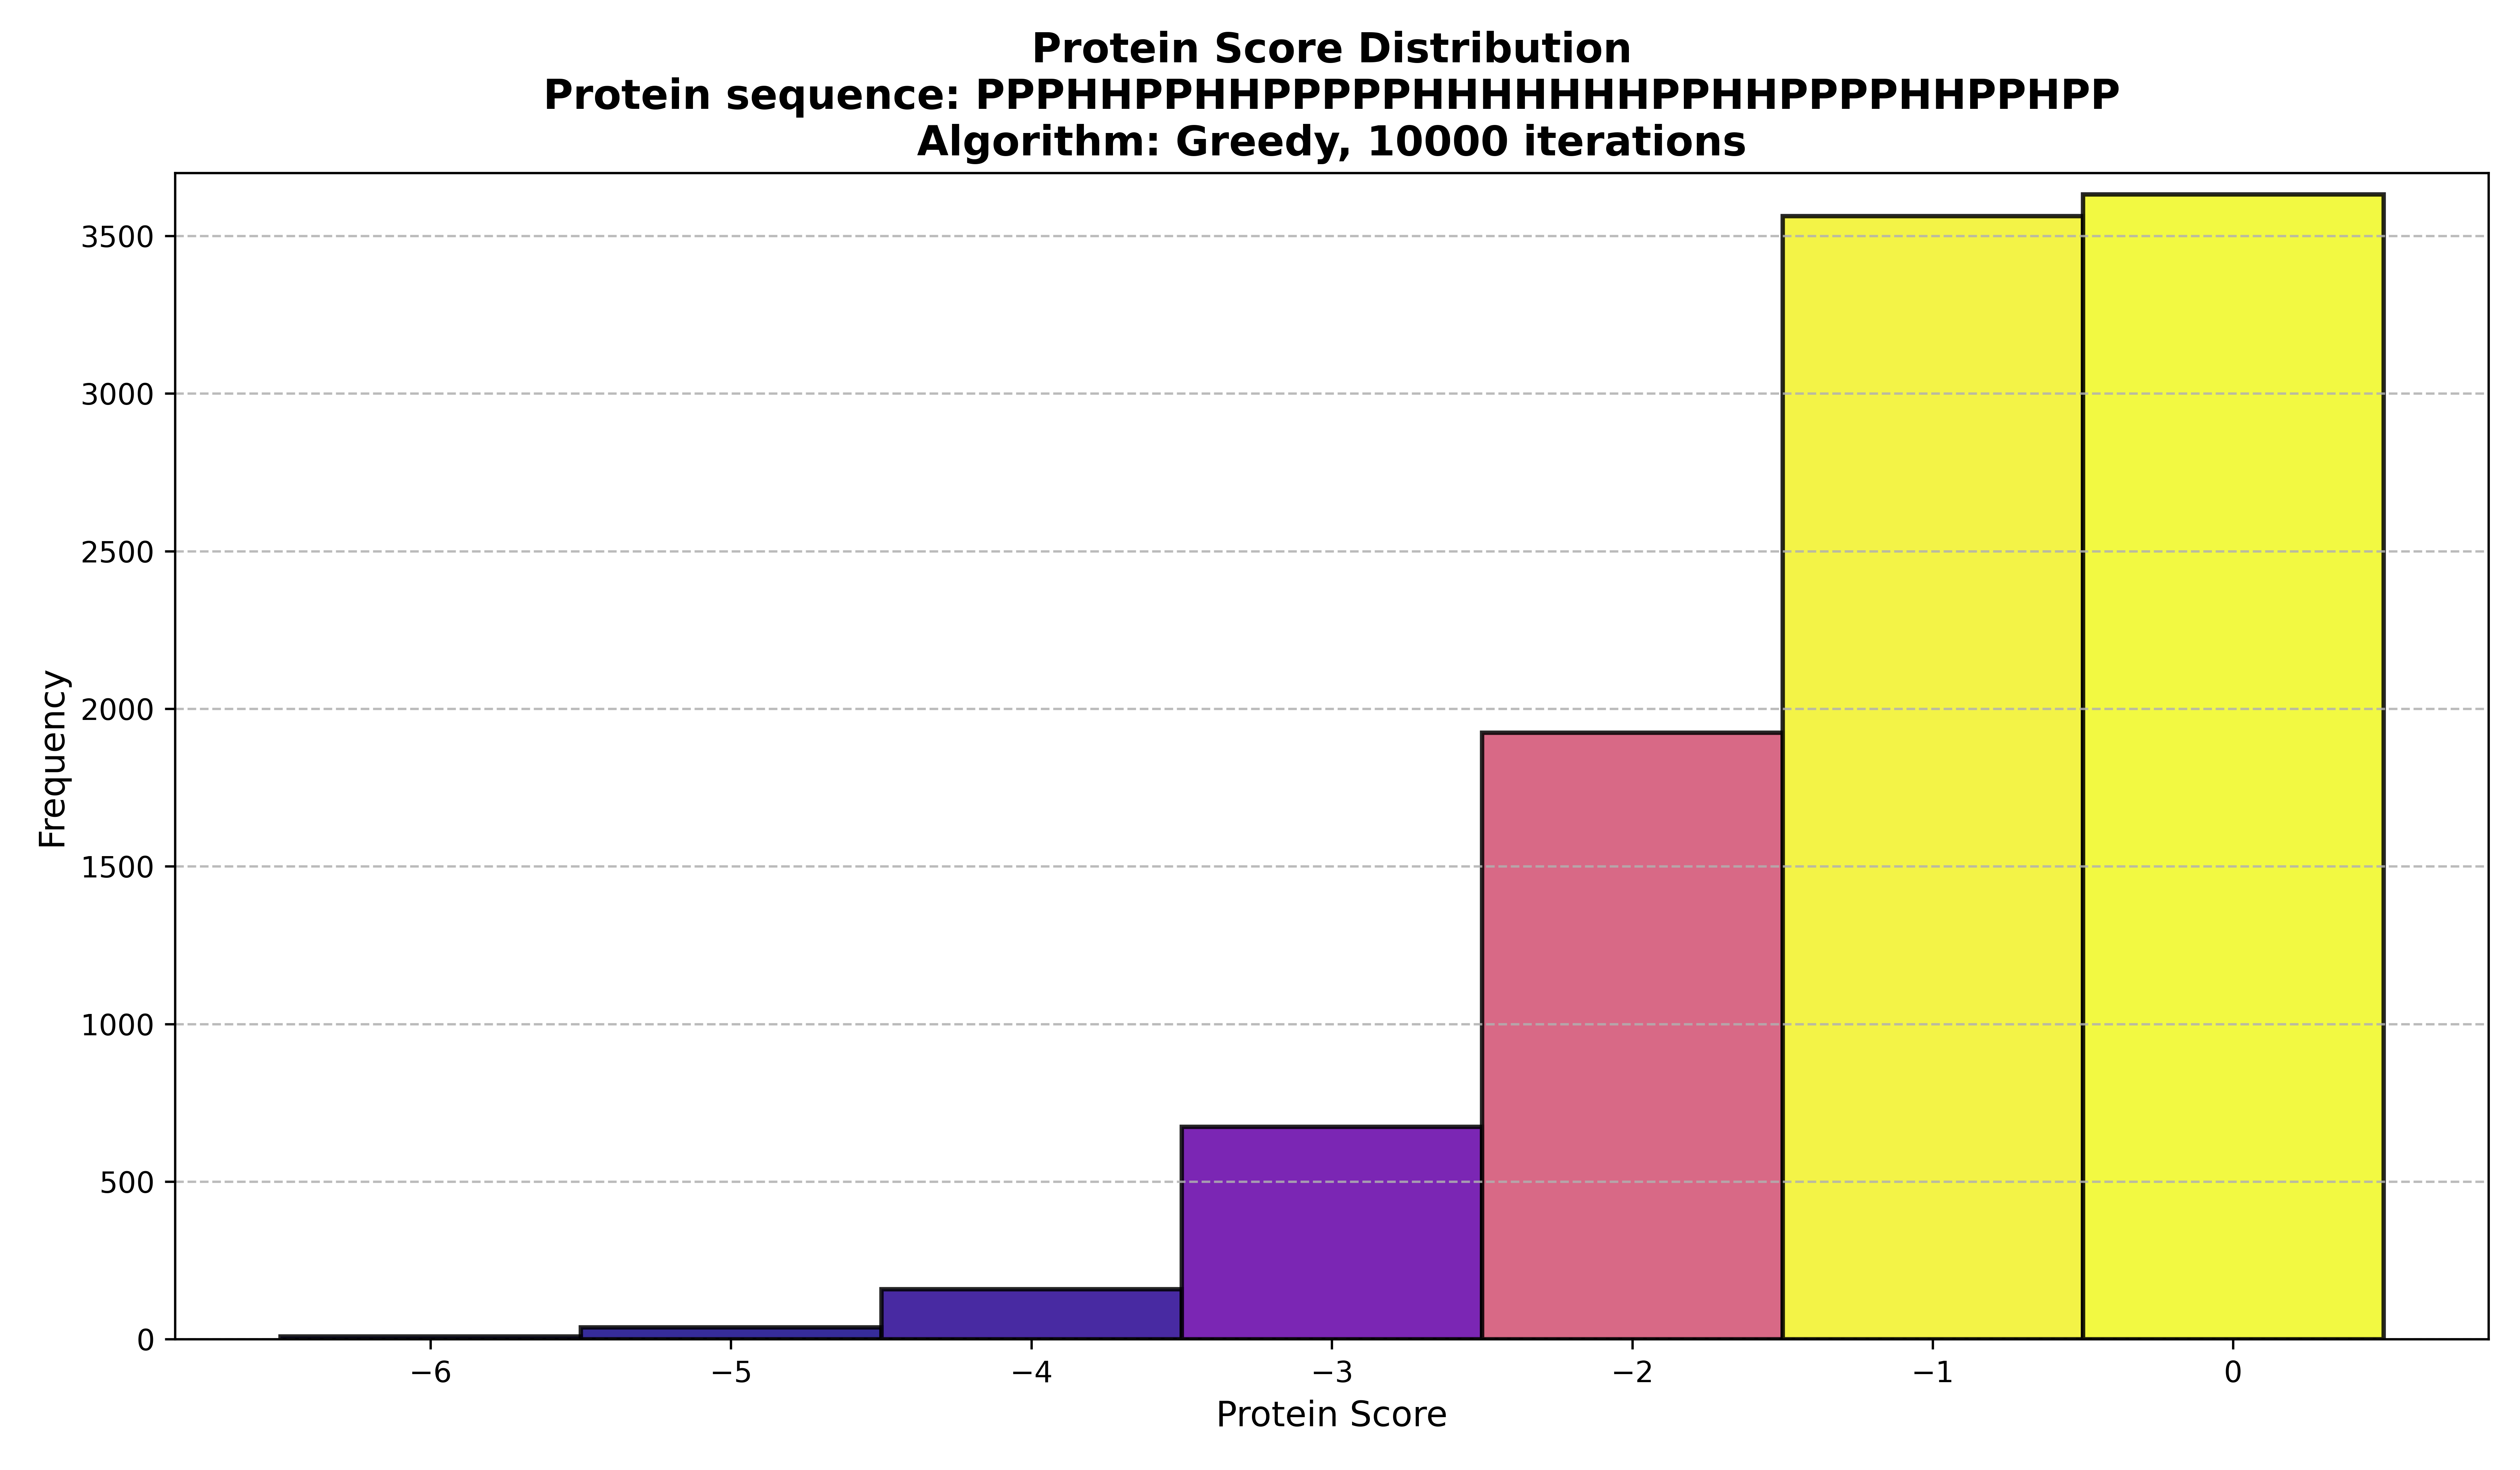 Protein Score Distribution
Protein sequence: PPPHHPPHHPPPPPHHHHHHHPPHHPPPPHHPPHPP
Algorithm: Greedy, 10000 iterations
3500
3000
2500
2000
1500
1000
500
0
Frequency
−6 −5 −4 −3 −2 −1 0
Protein Score